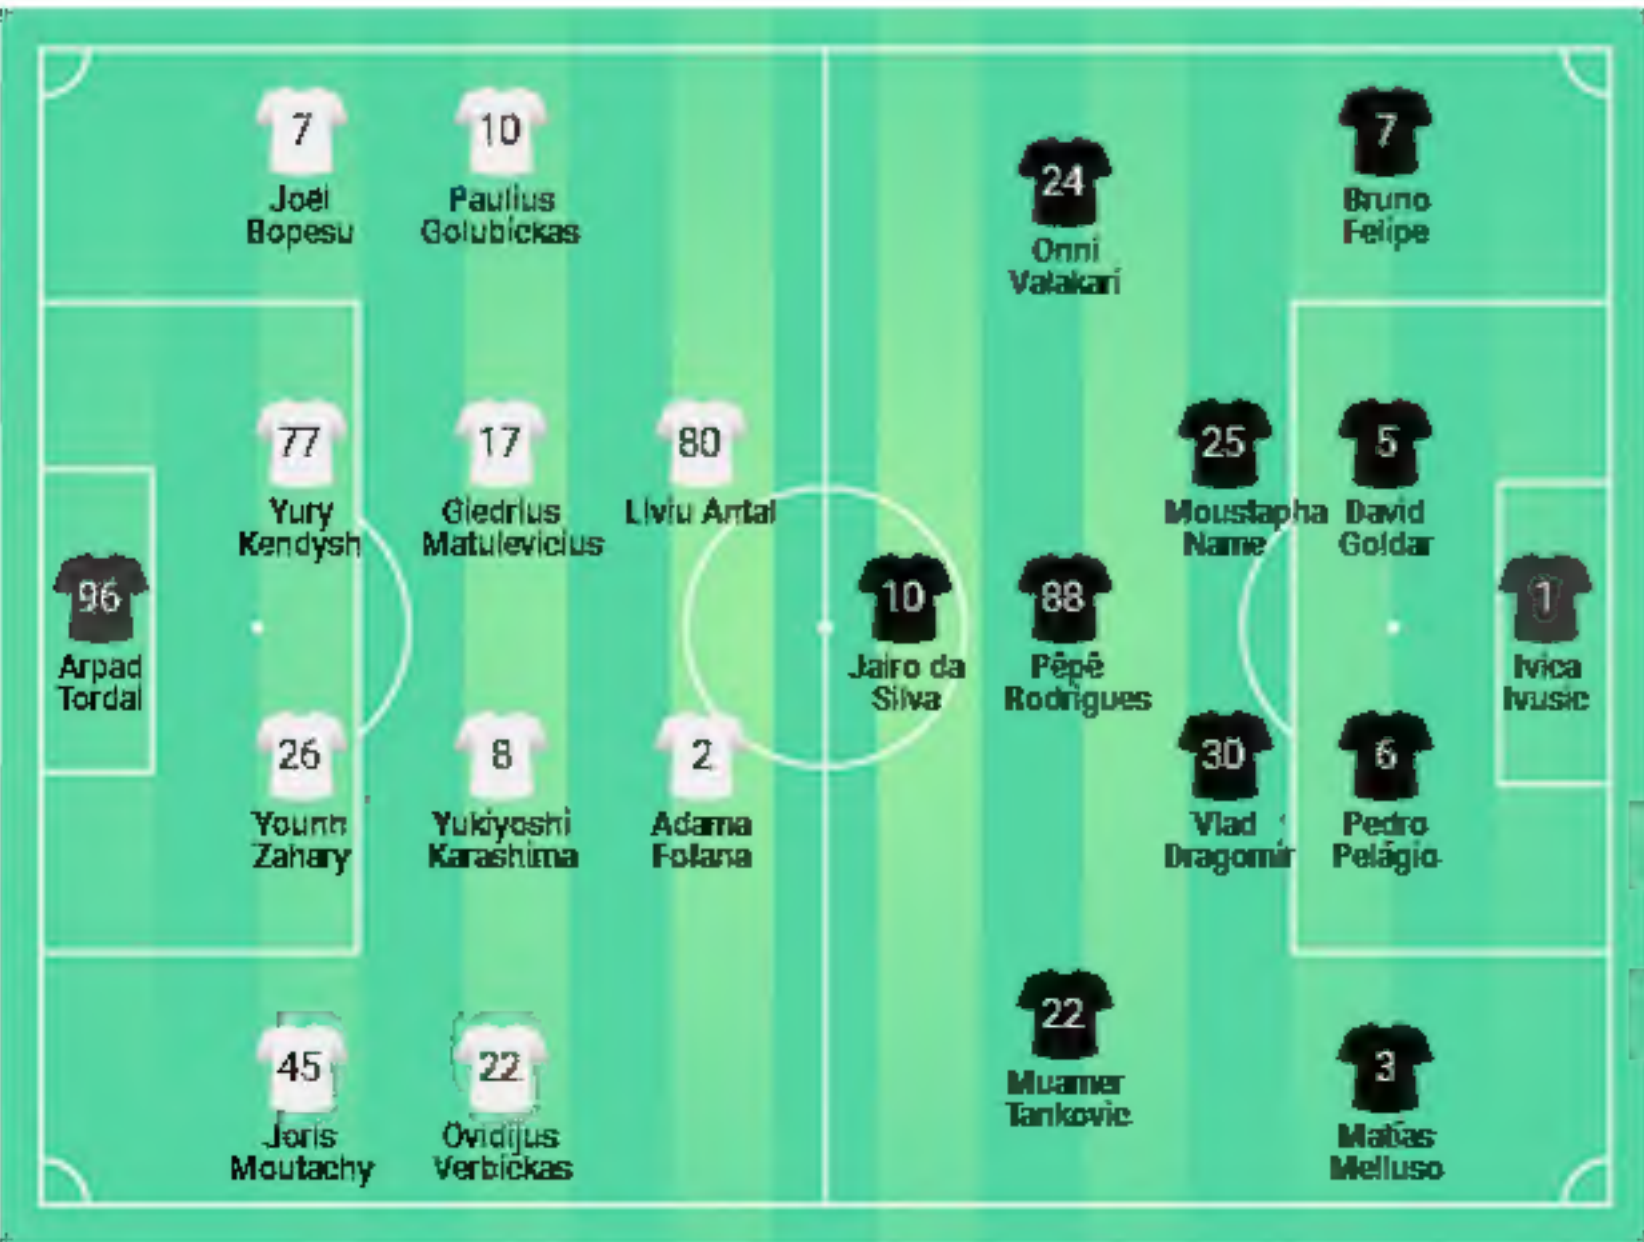 7
Joël
Bopesu
10
Paulius
Golubickas
24
Onni
Valakari
7
Bruno
Felipe
77
Yury
Kendysh
17
Giedrius
Matulevicius
80
Liviu Antal
25
Moustapha
Name
5
David
Goldar
96
Arpad
Tordai
10
Jairo da
Silva
88
Pêpê
Rodrigues
1
Ivica
Ivusic
26
Zahary
8
Yukiyoshi
Karashima
2
Adama
Fofana
30
Vlad
Dragomir
6
Pedro
Pelágio
45
Joris
Moutachy
22
Ovidijus
Verbickas
22
Muamer
Tankovic
3
Matías
Melluso